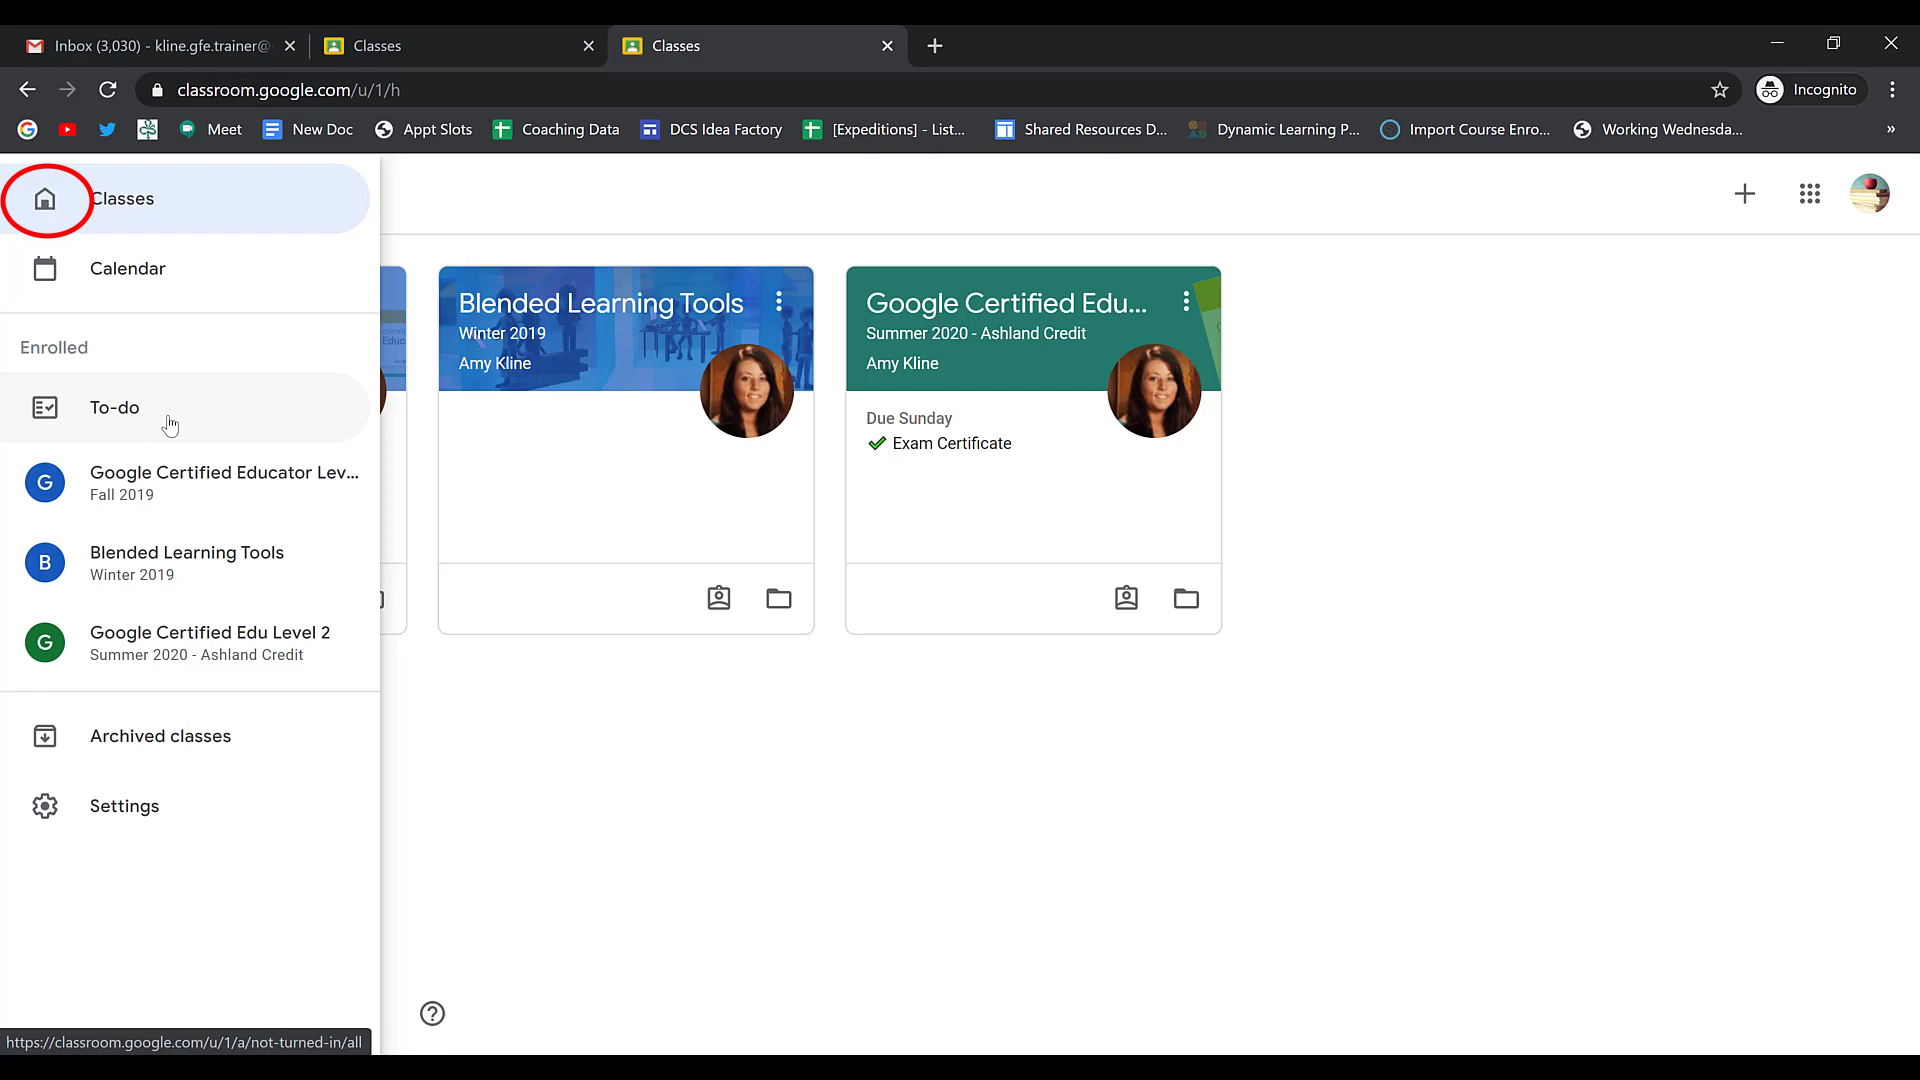 Inbox (3,030) - kline.gfe.trainer@
Classes
Classes
classroom.google.com/u/1/h
Incognito
Meet
New Doc
Appt Slots
Coaching Data
DCS Idea Factory
[Expeditions] - List...
Shared Resources D...
Dynamic Learning P...
Import Course Enro...
Working Wednesda...
»
Classes
Calendar
Enrolled
To-do
G
Google Certified Educator Lev...
Fall 2019
B
Blended Learning Tools
Winter 2019
G
Google Certified Edu Level 2
Summer 2020 - Ashland Credit
Archived classes
Settings
Blended Learning Tools
Winter 2019
Amy Kline
Google Certified Edu...
Summer 2020 - Ashland Credit
Amy Kline
Due Sunday
Exam Certificate
https://classroom.google.com/u/1/a/not-turned-in/all